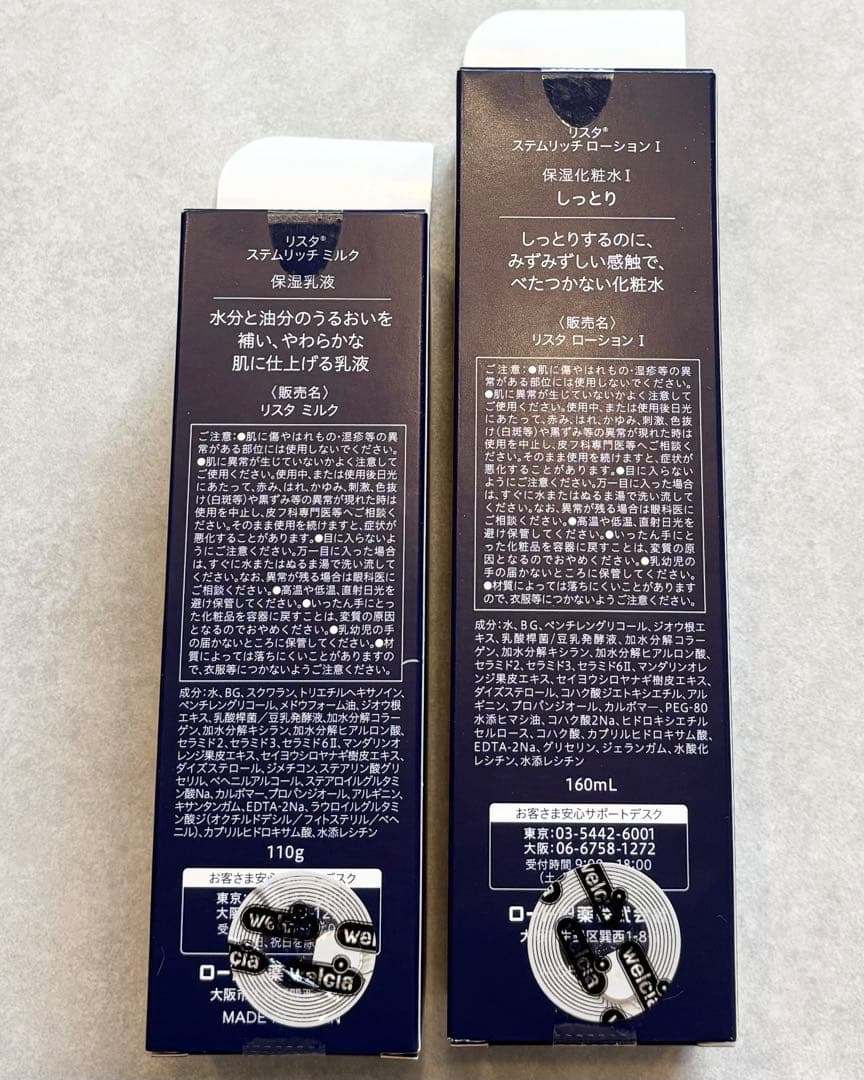 リスタ®
ステムリッチ ミルク
保湿乳液
水分と油分のうるおいを
補い、やわらかな
肌に仕上げる乳液
〈販売名〉
リスタ ミルク
ご注意:●肌に傷やはれもの・湿疹等の異
常がある部位には使用しないでください。
●肌に異常が生じていないかよく注意して
ご使用ください。使用中、または使用後日光
にあたって、赤み、はれ、かゆみ、刺激、色抜
け(白斑等)や黒ずみ等の異常が現れた時は
使用を中止し、皮フ科専門医等へご相談くだ
さい。そのまま使用を続けますと、症状が
悪化することがあります。●目に入らないよ
うにご注意ください。万一目に入った場合
は、すぐに水またはぬるま湯で洗い流して
ください。なお、異常が残る場合は眼科医に
ご相談ください。●高温や低温、直射日光を
避け保管してください。●いったん手にとっ
た化粧品を容器に戻すことは、変質の原因
となるのでおやめください。●乳幼児の手
の届かないところに保管してください。●材
質によっては落ちにくいことがありますの
で、衣服等につかないようご注意ください。
成分:水、BG、スクワラン、トリエチルヘキサノイン、
ペンチレングリコール、メドウフォーム油、ジオウ根
エキス、乳酸桿菌/豆乳発酵液、加水分解コラー
ゲン、加水分解キシラン、加水分解ヒアルロン酸、
セラミド2、セラミド3、セラミド6Ⅱ、マンダリンオ
レンジ果皮エキス、セイヨウシロヤナギ樹皮エキス、
ダイズステロール、ジメチコン、ステアリン酸グリ
セリル、ベヘニルアルコール、ステアロイルグルタミ
ン酸Na、カルボマー、プロパンジオール、アルギニン、
キサンタンガム、EDTA-2Na、ラウロイルグルタミ
ン酸ジ(オクチルドデシル/フィトステリル/ベヘ
ニル)、カプリルヒドロキサム酸、水添レシチン
110g
お客さま安心 デスク
東京:
大阪
祝日を除
ロー 薬
大阪市
MADE
welcia
リスタ®
ステムリッチ ローション Ⅰ
保湿化粧水Ⅰ
しっとり
しっとりするのに、
みずみずしい感触で、
べたつかない化粧水
〈販売名〉
リスタ ローション Ⅰ
ご注意:●肌に傷やはれもの・湿疹等の異
常がある部位には使用しないでください。
●肌に異常が生じていないかよく注意して
ご使用ください。使用中、または使用後日光
にあたって、赤み、はれ、かゆみ、刺激、色抜
け(白斑等)や黒ずみ等の異常が現れた時は
使用を中止し、皮フ科専門医等へご相談くだ
さい。そのまま使用を続けますと、症状が
悪化することがあります。●目に入らない
ようにご注意ください。万一目に入った場合
は、すぐに水またはぬるま湯で洗い流して
ください。なお、異常が残る場合は眼科医に
ご相談ください。●高温や低温、直射日光を
避け保管してください。●いったん手にと
った化粧品を容器に戻すことは、変質の原
因となるのでおやめください。●乳幼児の
手の届かないところに保管してください。
●材質によっては落ちにくいことがあります
ので、衣服等につかないようご注意ください。
成分:水、BG、ペンチレングリコール、ジオウ根エ
キス、乳酸桿菌/豆乳発酵液、加水分解コラー
ゲン、加水分解キシラン、加水分解ヒアルロン酸、
セラミド2、セラミド3、セラミド6Ⅱ、マンダリンオレ
ンジ果皮エキス、セイヨウシロヤナギ樹皮エキス、
ダイズステロール、コハク酸ジエトキシエチル、アル
ギニン、プロパンジオール、カルボマー、PEG-80
水添ヒマシ油、コハク酸2Na、ヒドロキシエチル
セルロース、コハク酸、カプリルヒドロキサム酸、
EDTA-2Na、グリセリン、ジェランガム、水酸化
レシチン、水添レシチン
160mL
お客さま安心サポートデスク
東京:03-5442-6001
大阪:06-6758-1272
受付時間 9:00-18:00
ロー 薬株式会
区巽西1-8
welcia